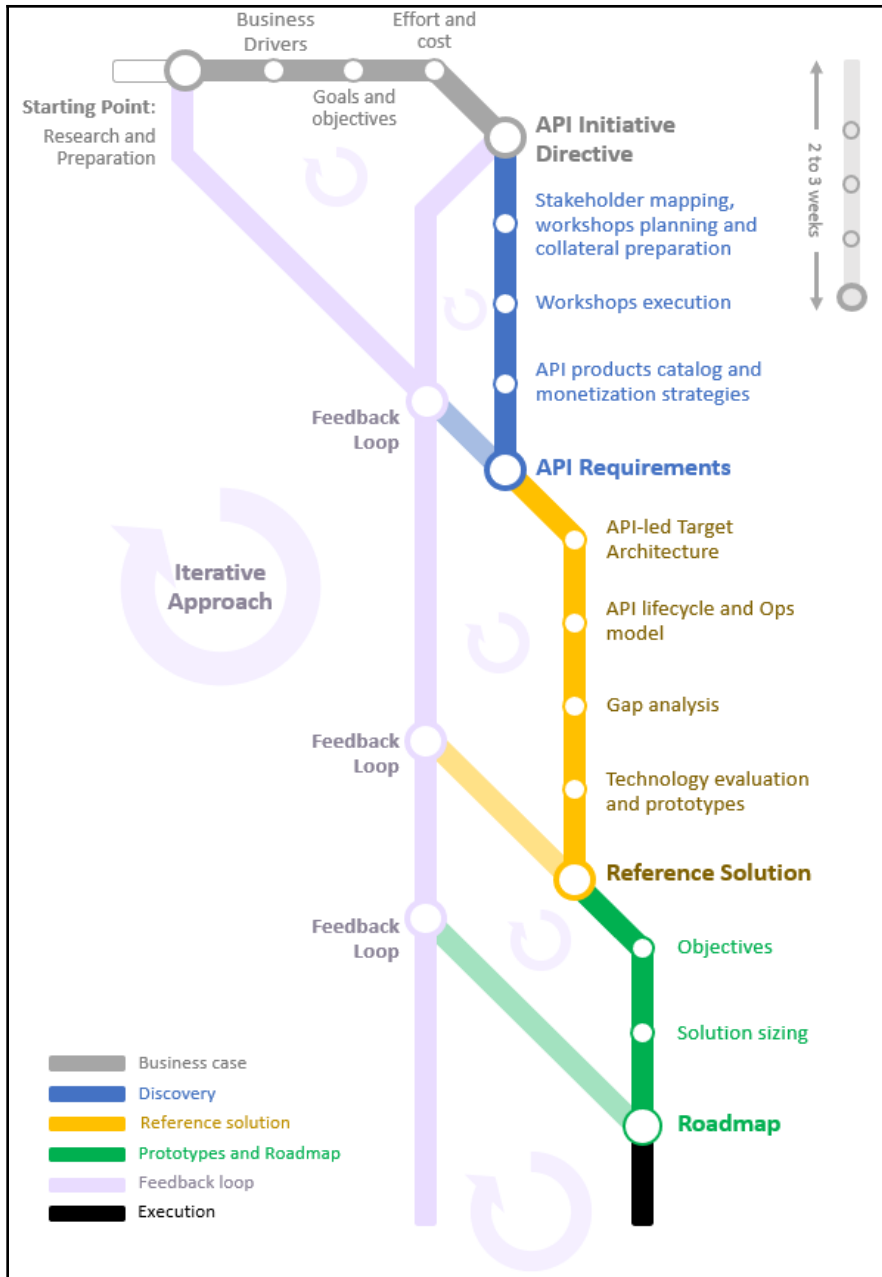 Business
Drivers
Effort and
cost
Starting Point:
Research and
Preparation
Goals and
objectives
API Initiative
Directive
2 to 3 weeks
Stakeholder mapping,
workshops planning and
collateral preparation
Workshops execution
API products catalog and
monetization strategies
Feedback
Loop
API Requirements
Iterative
Approach
API-led Target
Architecture
API lifecycle and Ops
model
Gap analysis
Feedback
Loop
Technology evaluation
and prototypes
Reference Solution
Feedback
Loop
Objectives
Solution sizing
Roadmap
Business case
Discovery
Reference solution
Prototypes and Roadmap
Feedback loop
Execution